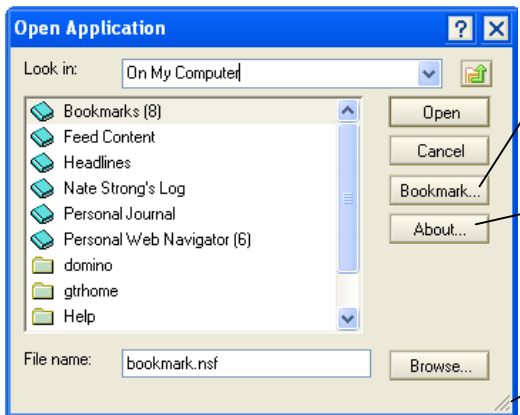 Open Application
Look in: On My Computer
Bookmarks (8)
Feed Content
Headlines
Nate Strong's Log
Personal Journal
Personal Web Navigator (6)
domino
gtrhome
Help
Open
Cancel
Bookmark...
About...
File name: bookmark.nsf
Browse...